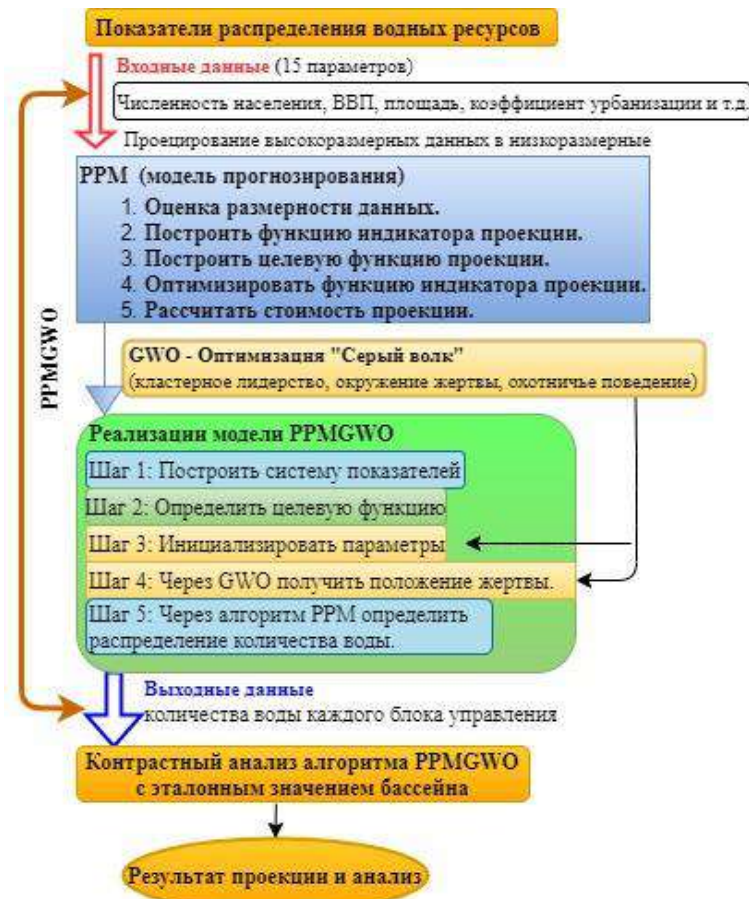 Показатели распределения водных ресурсов
Входные данные (15 параметров)
Численность населения, ВВП, площадь, коэффициент урбанизации и т.д.
Проецирование высокоразмерных данных в низкоразмерные
PPM (модель прогнозирования)
1. Оценка размерности данных.
2. Построить функцию индикатора проекции.
3. Построить целевую функцию проекции.
4. Оптимизировать функцию индикатора проекции.
5. Рассчитать стоимость проекции.
PPMGWO
GWO - Оптимизация "Серый волк"
(кластерное лидерство, окружение жертвы, охотничье поведение)
Реализации модели PPMGWO
Шаг 1: Построить систему показателей
Шаг 2: Определить целевую функцию
Шаг 3: Инициализировать параметры
Шаг 4: Через GWO получить положение жертвы.
Шаг 5: Через алгоритм PPM определить
распределение количества воды.
Выходные данные
количества воды каждого блока управления
Контрастный анализ алгоритма PPMGWO
с эталонным значением бассейна
Результат проекции и анализ